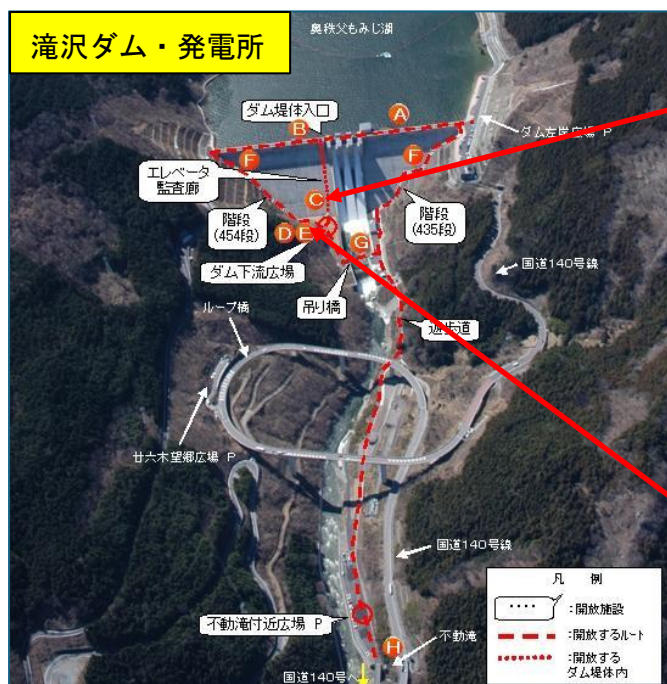 滝沢ダム・発電所
奥秩父もみじ湖
ダム堤体入口
A
B
ダム左岸広場 P
F
F
エレベータ
監査廊
C
階段
(454段)
階段
(435段)
D
E
G
ダム下流広場
国道140号線
吊り橋
ループ橋
遊歩道
廿六木望郷広場 P
国道140号線
凡 例
:開放施設
:開放するルート
:開放する
ダム堤体内
不動滝付近広場 P
H
不動滝
国道140号へ